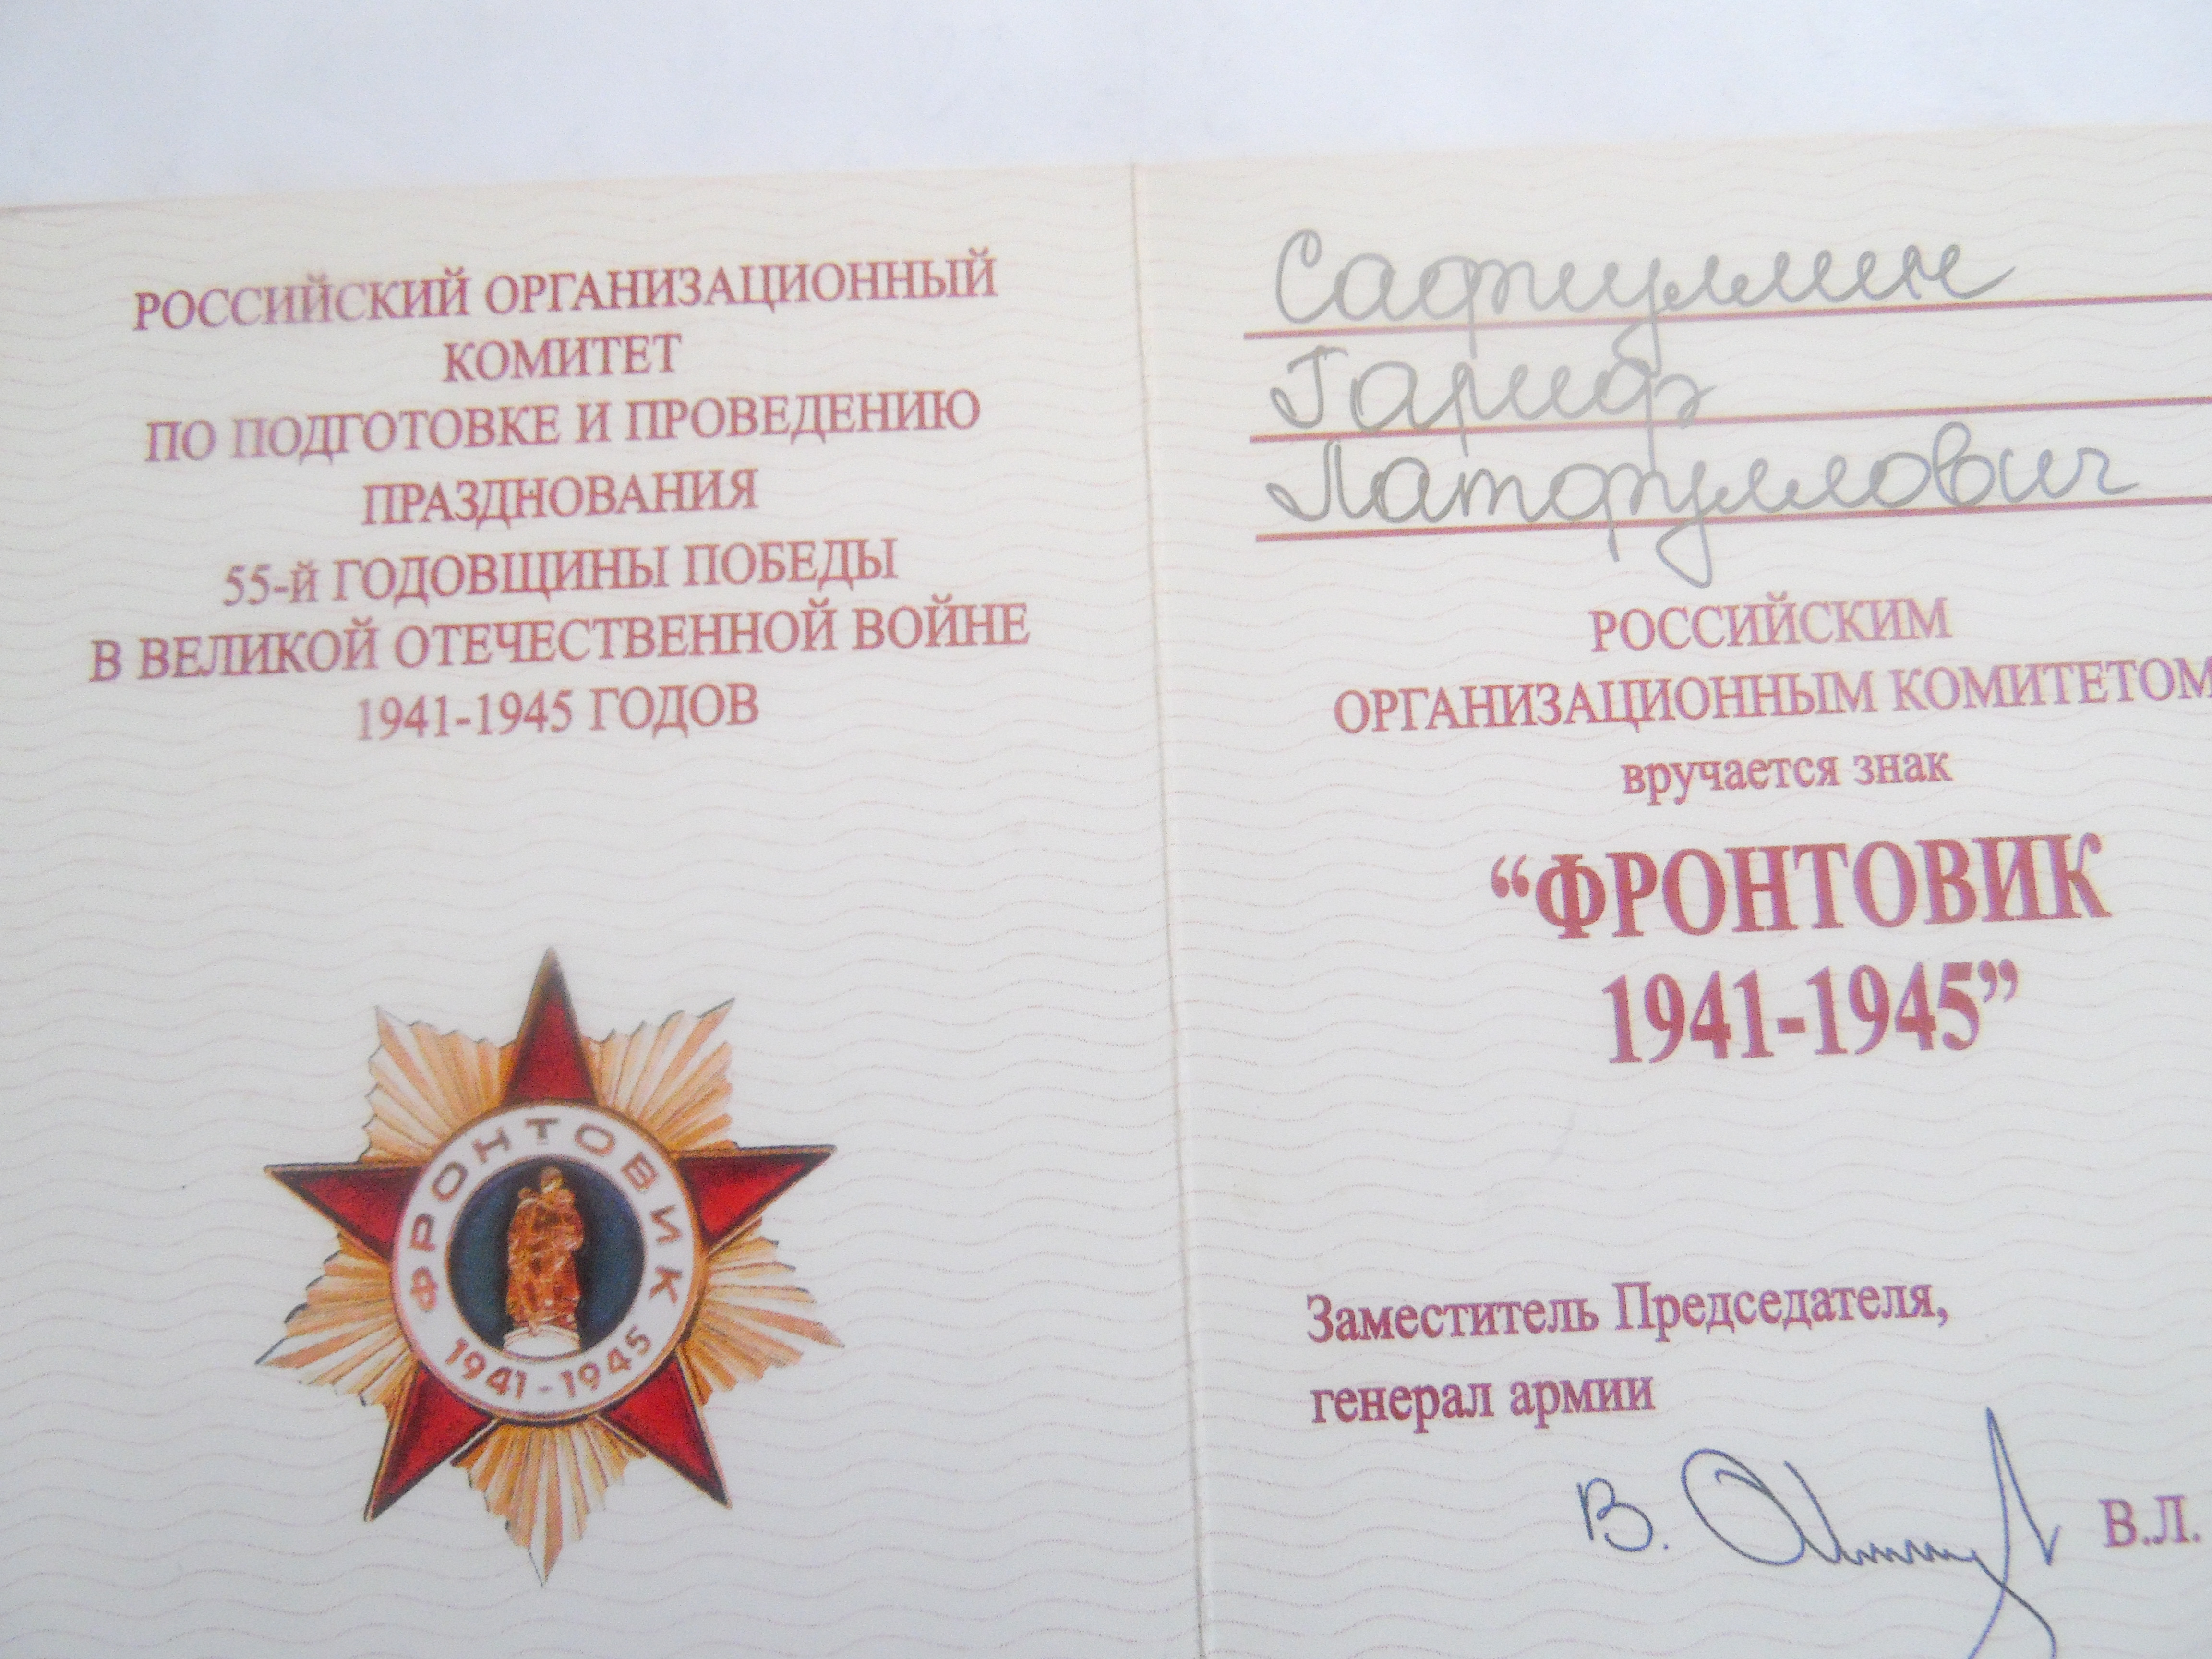 РОССИЙСКИЙ ОРГАНИЗАЦИОННЫЙ
КОМИТЕТ
ПО ПОДГОТОВКЕ И ПРОВЕДЕНИЮ
ПРАЗДНОВАНИЯ
55-й ГОДОВЩИНЫ ПОБЕДЫ
В ВЕЛИКОЙ ОТЕЧЕСТВЕННОЙ ВОЙНЕ
1941-1945 ГОДОВ
ФРОНТОВИК
1941-1945
Сафиуллин
Гариф
Латфуллович
РОССИЙСКИМ
ОРГАНИЗАЦИОННЫМ КОМИТЕТОМ
вручается знак
“ФРОНТОВИК
1941-1945”
Заместитель Председателя,
генерал армии
В.Л.